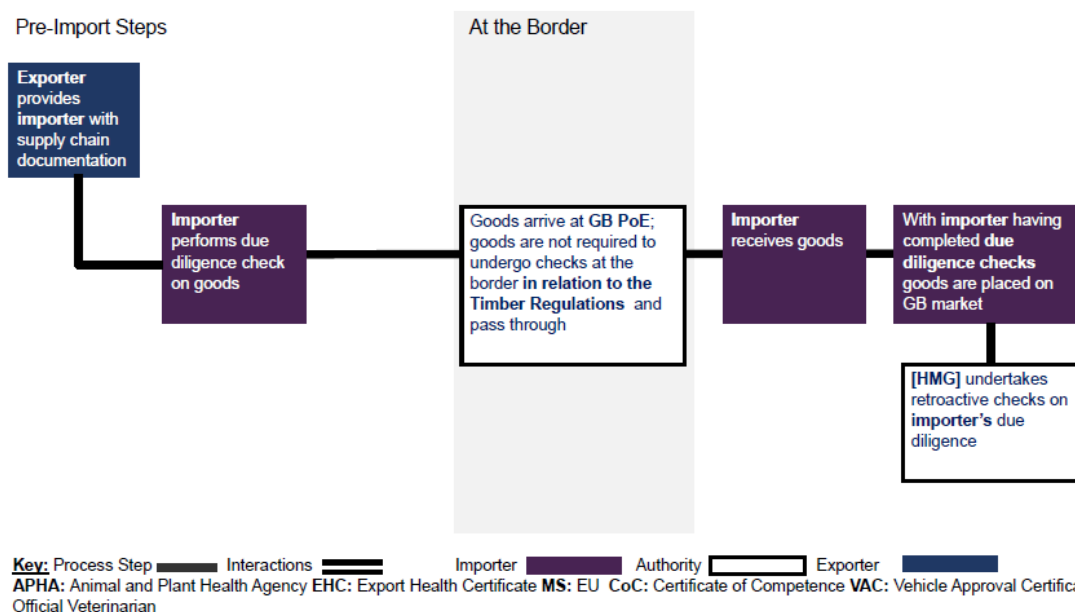 Pre-Import Steps
At the Border
Exporter
provides
importer with
supply chain
documentation
Importer
performs due
diligence check
on goods
Goods arrive at GB PoE;
goods are not required to
undergo checks at the
border in relation to the
Timber Regulations and
pass through
Importer
receives goods
With importer having
completed due
diligence checks
goods are placed on
GB market
[HMG] undertakes
retroactive checks on
importer's due
diligence
Key: Process Step Interactions Importer Authority Exporter
APHA: Animal and Plant Health Agency EHC: Export Health Certificate MS: EU CoC: Certificate of Competence VAC: Vehicle Approval Certifica
Official Veterinarian